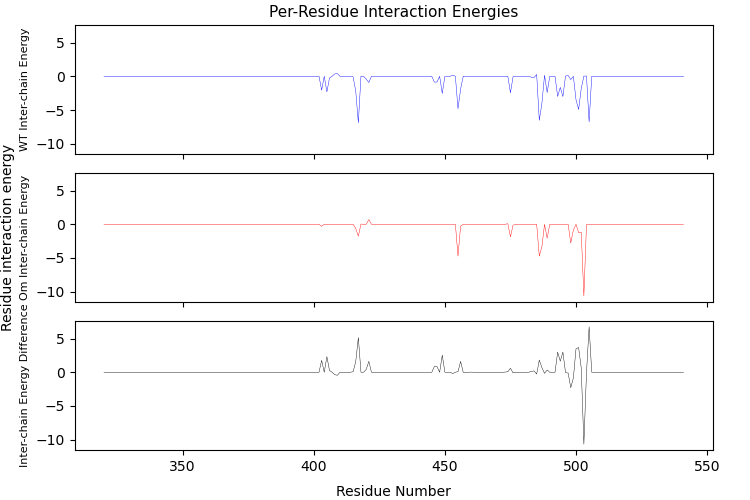 Per-Residue Interaction Energies
Residue interaction energy
WT Inter-chain Energy
5
0
−5
−10
Om Inter-chain Energy
5
0
−5
−10
Inter-chain Energy Difference
5
0
−5
−10
350
400
450
500
550
Residue Number